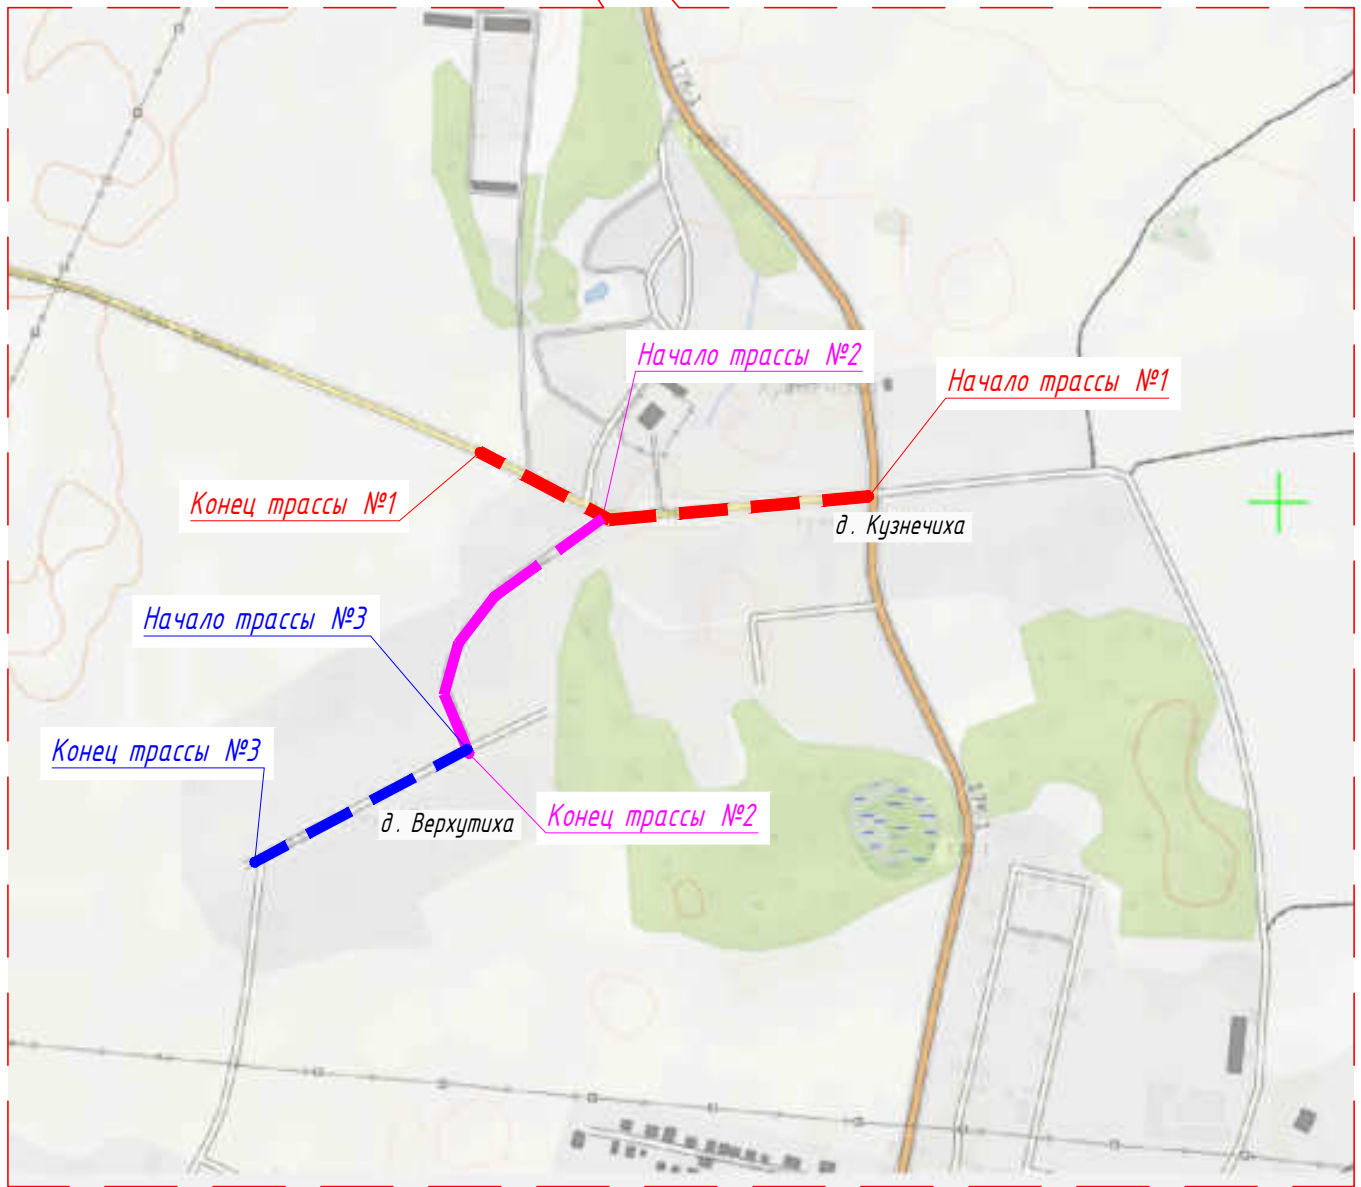 Начало трассы №2
Начало трассы №1
Конец трассы №1
д. Кузнечиха
Начало трассы №3
Конец трассы №3
Конец трассы №2
д. Верхутиха